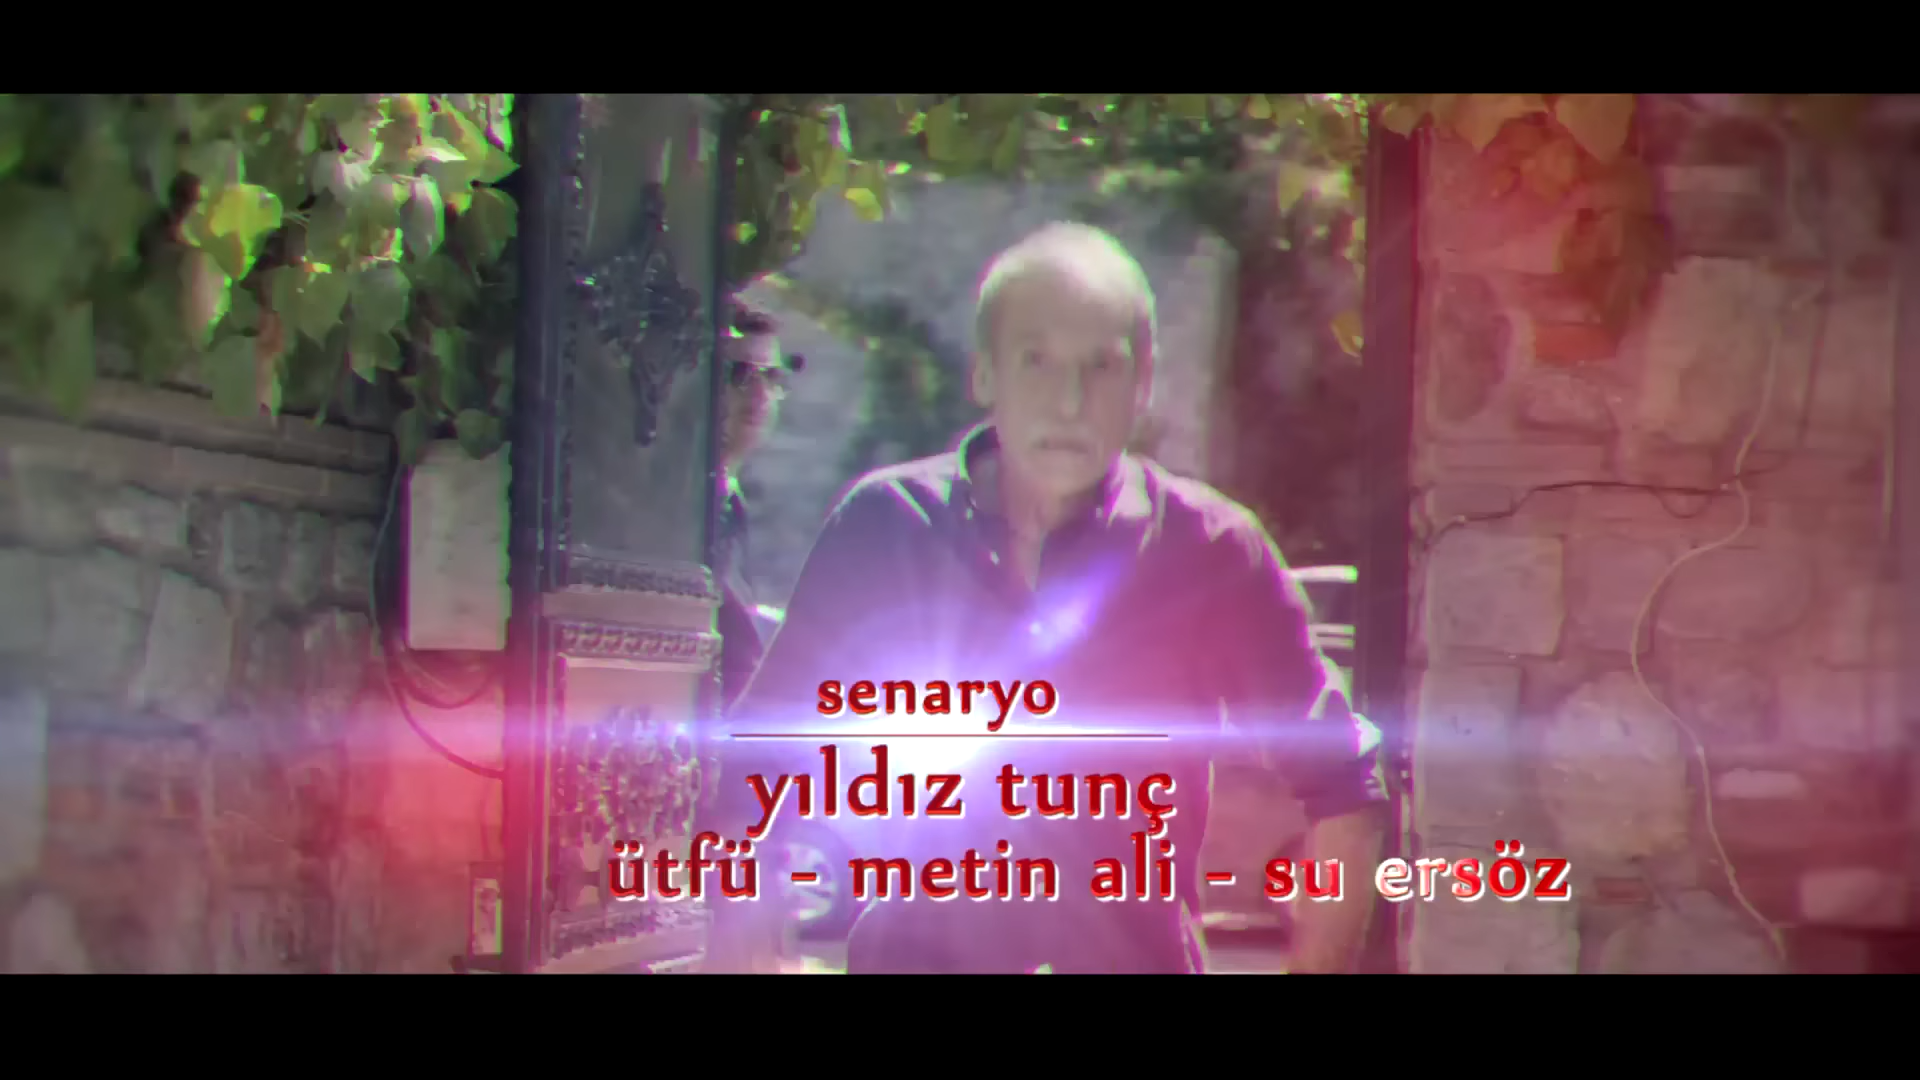 senaryo
yıldız tunç
ütfü - metin ali - su ersöz